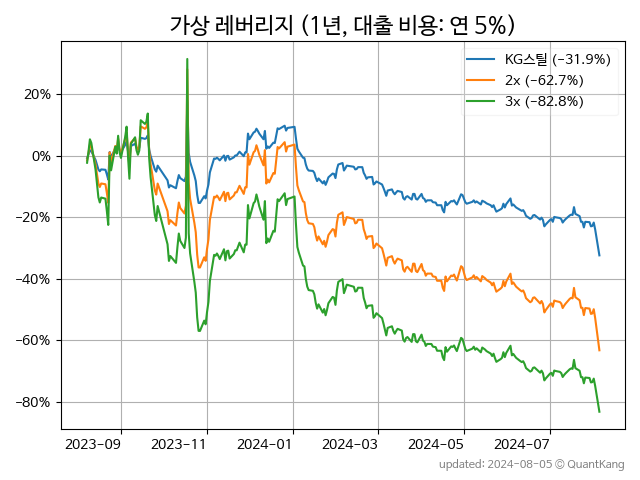 가상 레버리지 (1년, 대출 비용: 연 5%)
KG스틸 (−31.9%)
2x (−62.7%)
3x (−82.8%)
20%
0%
−20%
−40%
−60%
−80%
2023-09 2023-11 2024-01 2024-03 2024-05 2024-07
updated: 2024-08-05 © QuantKang